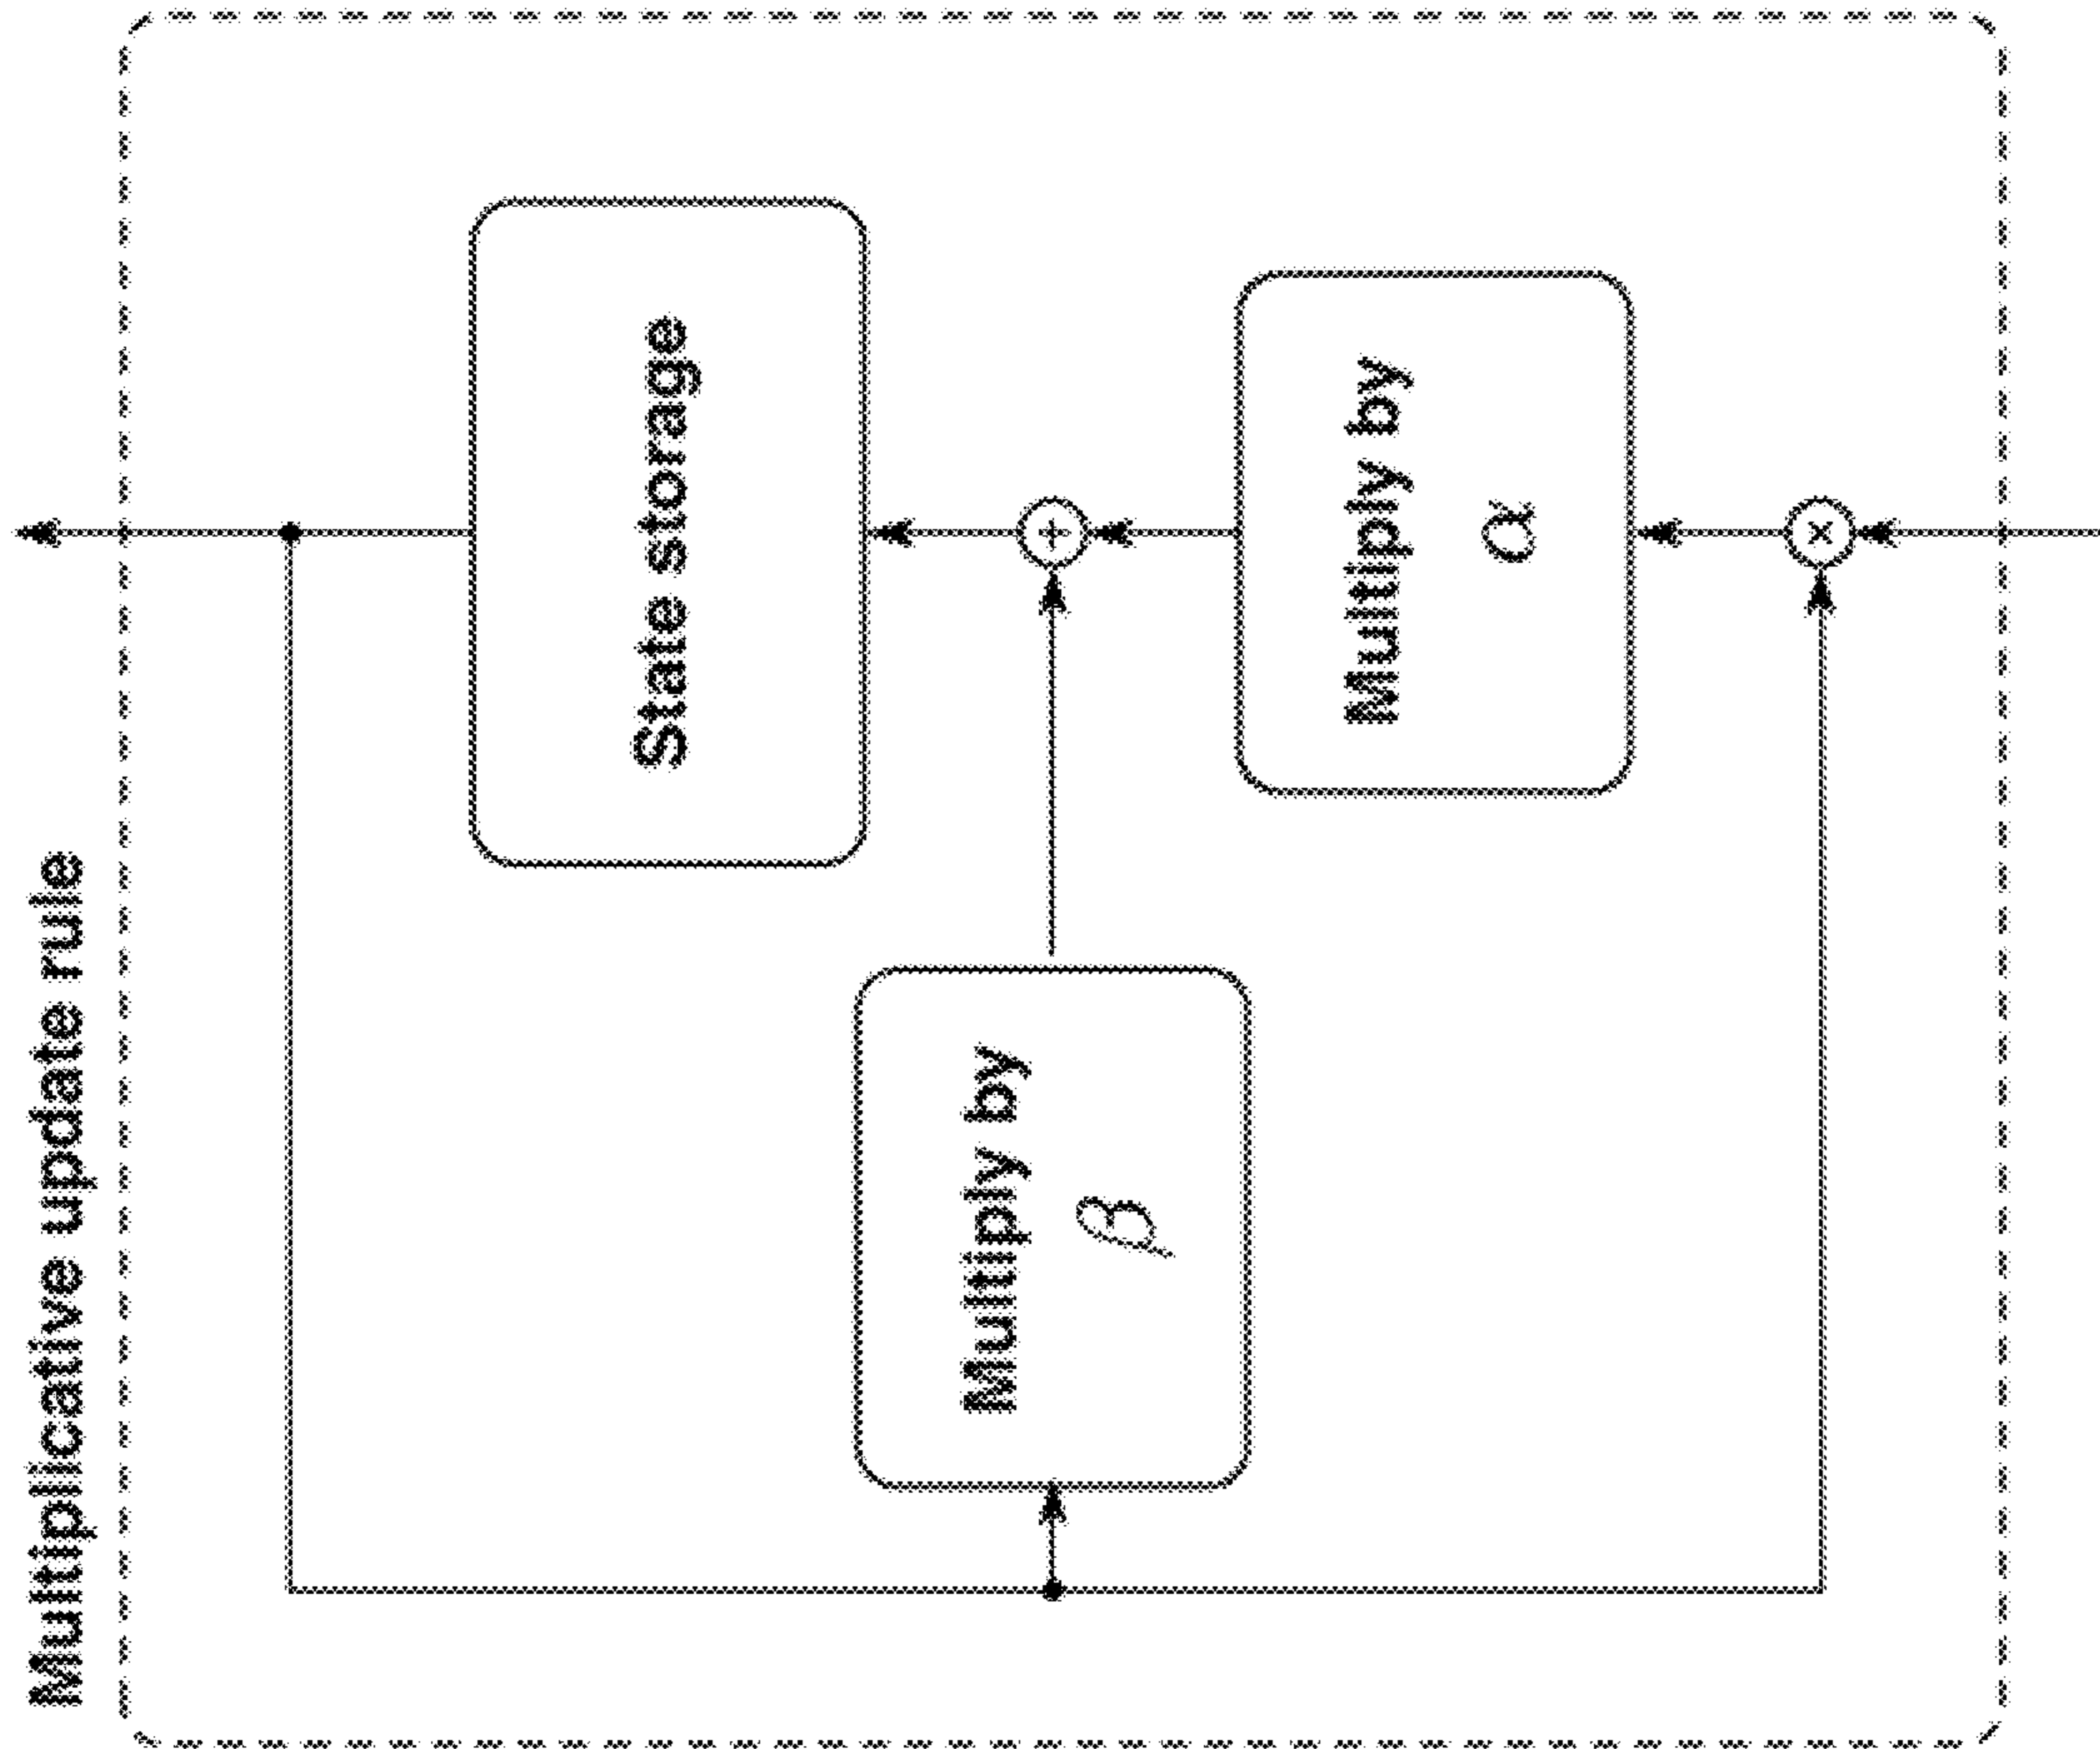 Multiplicative update rule
State storage
+
Multiply by
β
Multiply by
α
×